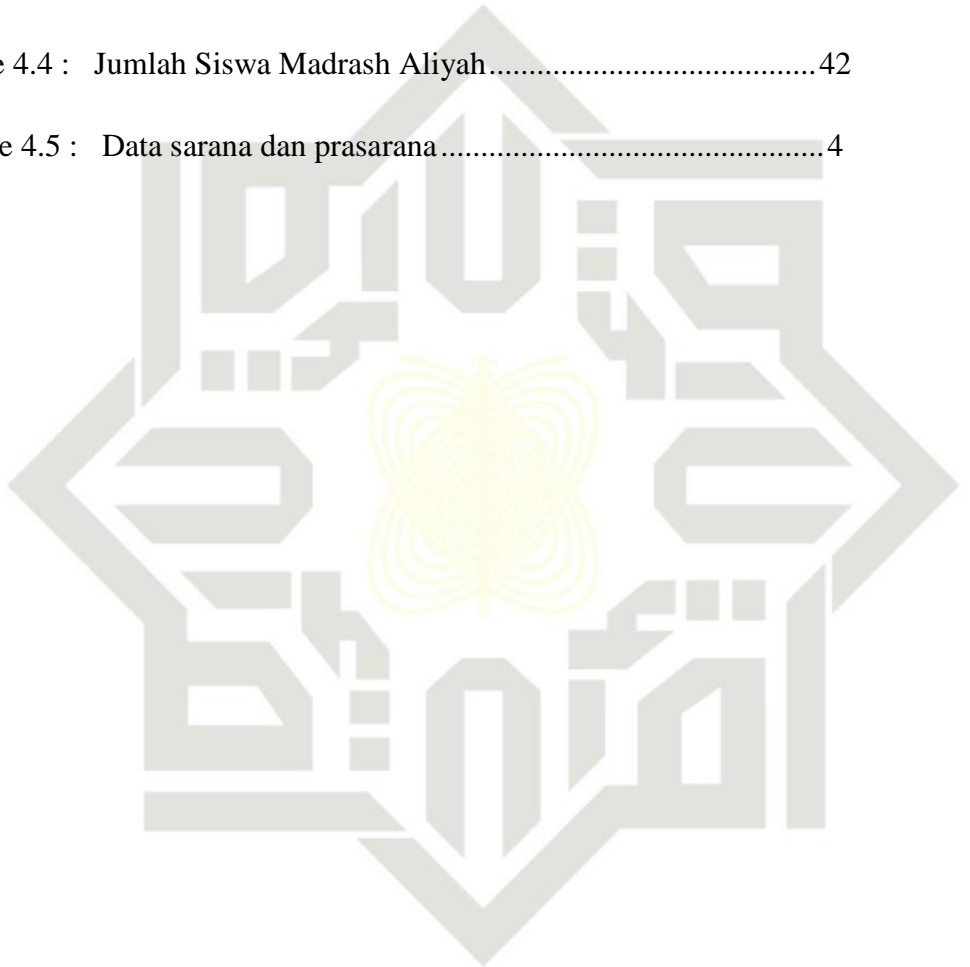 e 4.4 : Jumlah Siswa Madrash Aliyah........................................42
e 4.5 : Data sarana dan prasarana...............................................4